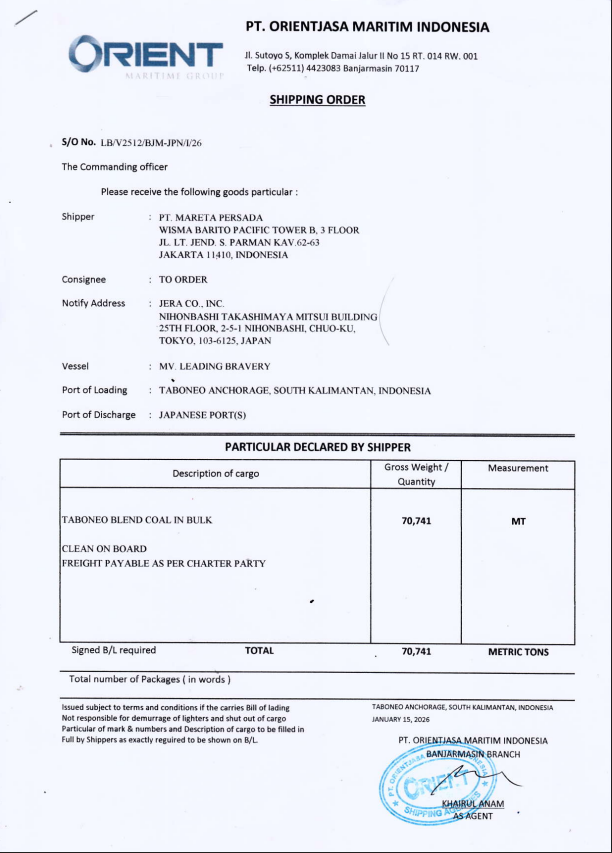 ORIENT
MARITIME GROUP
PT. ORIENTJASA MARITIM INDONESIA
Jl. Sutoyo S, Komplek Damai Jalur II No 15 RT. 014 RW. 001
Telp. (+62511) 4423083 Banjarmasin 70117
SHIPPING ORDER
S/O No. LB/V2512/BJM-JPN/I/26
The Commanding officer
Please receive the following goods particular :
Shipper : PT. MARETA PERSADA
WISMA BARITO PACIFIC TOWER B, 3 FLOOR
JL. LT. JEND. S. PARMAN KAV.62-63
JAKARTA 11410, INDONESIA
Consignee : TO ORDER
Notify Address : JERA CO., INC.
NIHONBASHI TAKASHIMAYA MITSUI BUILDING
25TH FLOOR, 2-5-1 NIHONBASHI, CHUO-KU,
TOKYO, 103-6125, JAPAN
Vessel : MV. LEADING BRAVERY
Port of Loading : TABONEO ANCHORAGE, SOUTH KALIMANTAN, INDONESIA
Port of Discharge : JAPANESE PORT(S)
PARTICULAR DECLARED BY SHIPPER
Description of cargo Gross Weight / Quantity Measurement
TABONEO BLEND COAL IN BULK 70,741 MT
CLEAN ON BOARD
FREIGHT PAYABLE AS PER CHARTER PARTY
Signed B/L required TOTAL 70,741 METRIC TONS
Total number of Packages ( in words )
Issued subject to terms and conditions if the carries Bill of lading
Not responsible for demurrage of lighters and shut out of cargo
Particular of mark & numbers and Description of cargo to be filled in
Full by Shippers as exactly reguired to be shown on B/L.
TABONEO ANCHORAGE, SOUTH KALIMANTAN, INDONESIA
JANUARY 15, 2026
PT. ORIENTJASA MARITIM INDONESIA
BANJARMASIN BRANCH
ORIENT
KHAIRUL ANAM
AS AGENT